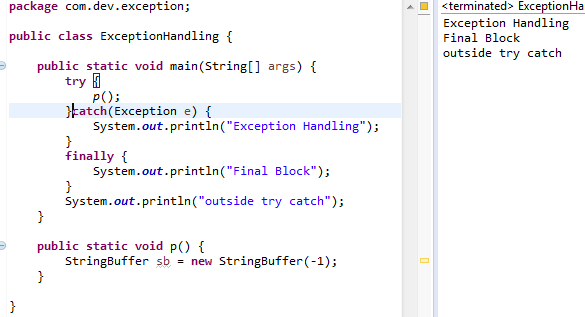 package com.dev.exception;
public class ExceptionHandling {
public static void main(String[] args) {
try {
p();
}catch(Exception e) {
System.out.println("Exception Handling");
}
finally {
System.out.println("Final Block");
}
System.out.println("outside try catch");
}
public static void p() {
StringBuffer sb = new StringBuffer(-1);
}
}
<terminated> ExceptionHa
Exception Handling
Final Block
outside try catch